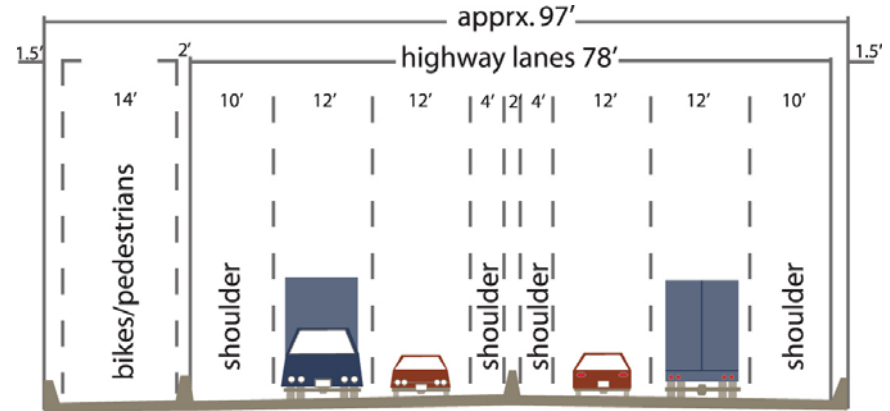 apprx. 97'
1.5'
2'
highway lanes 78'
1.5'
14'
10'
12'
12'
4'
2'
4'
12'
12'
10'
bikes/pedestrians
shoulder
shoulder
shoulder
shoulder